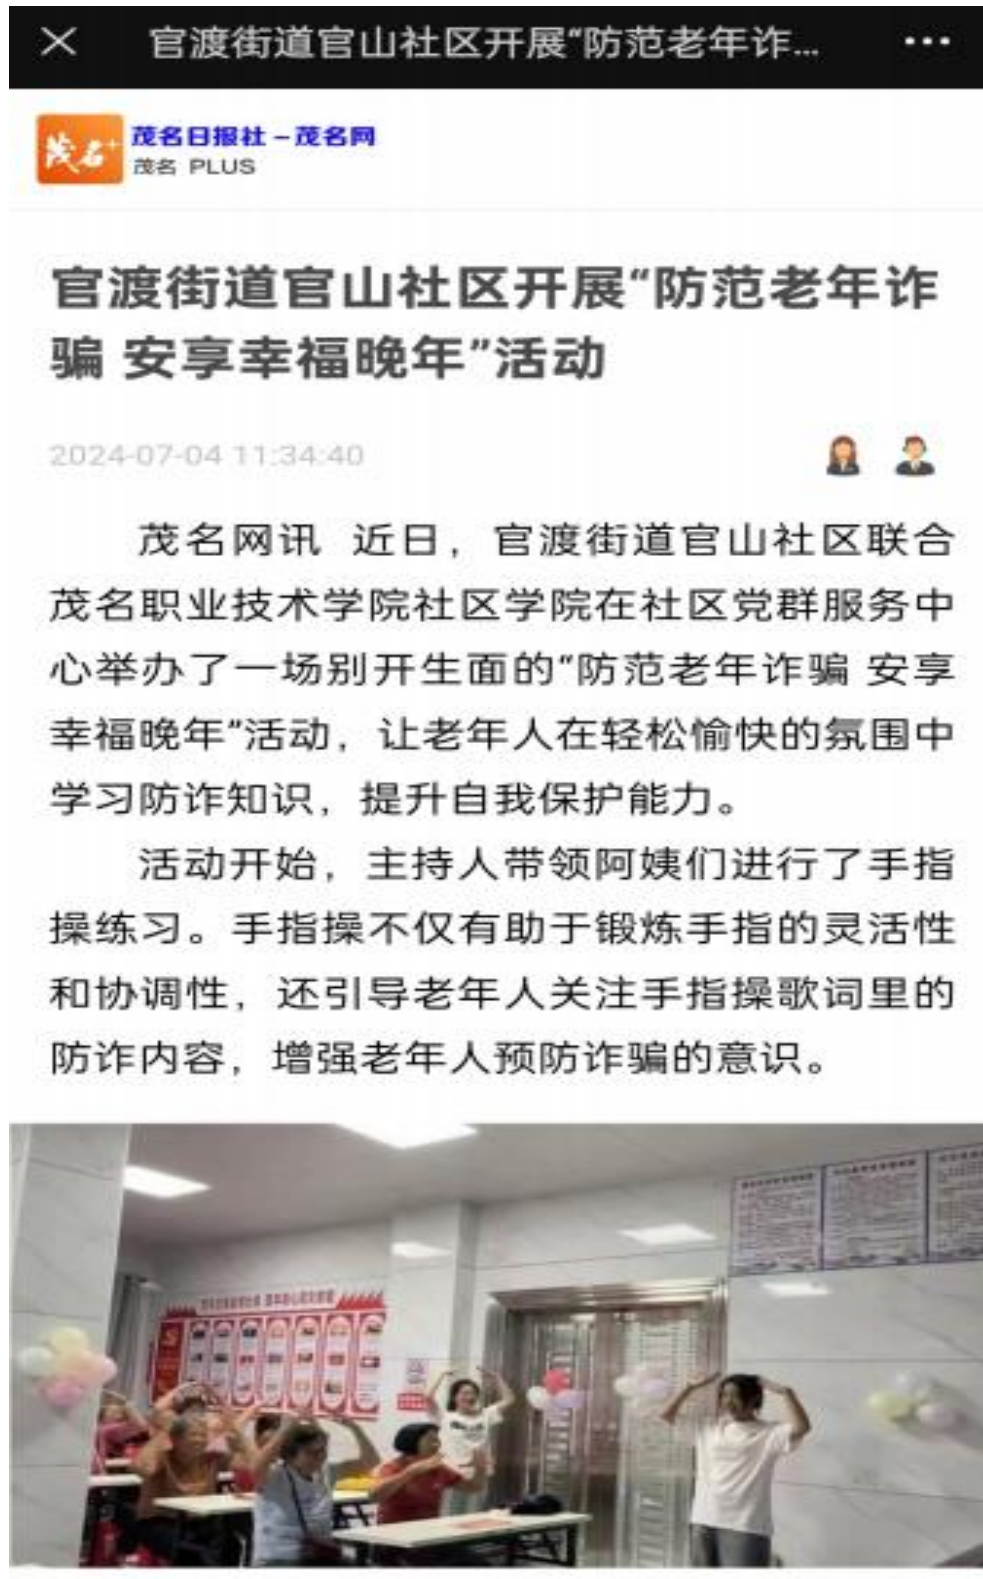 官渡街道官山社区开展“防范老年诈...
茂名+
茂名日报社－茂名网
茂名 PLUS
官渡街道官山社区开展“防范老年诈
骗 安享幸福晚年”活动
2024-07-04 11:34:40
茂名网讯 近日，官渡街道官山社区联合
茂名职业技术学院社区学院在社区党群服务中
心举办了一场别开生面的“防范老年诈骗 安享
幸福晚年”活动，让老年人在轻松愉快的氛围中
学习防诈知识，提升自我保护能力。
活动开始，主持人带领阿姨们进行了手指
操练习。手指操不仅有助于锻炼手指的灵活性
和协调性，还引导老年人关注手指操歌词里的
防诈内容，增强老年人预防诈骗的意识。